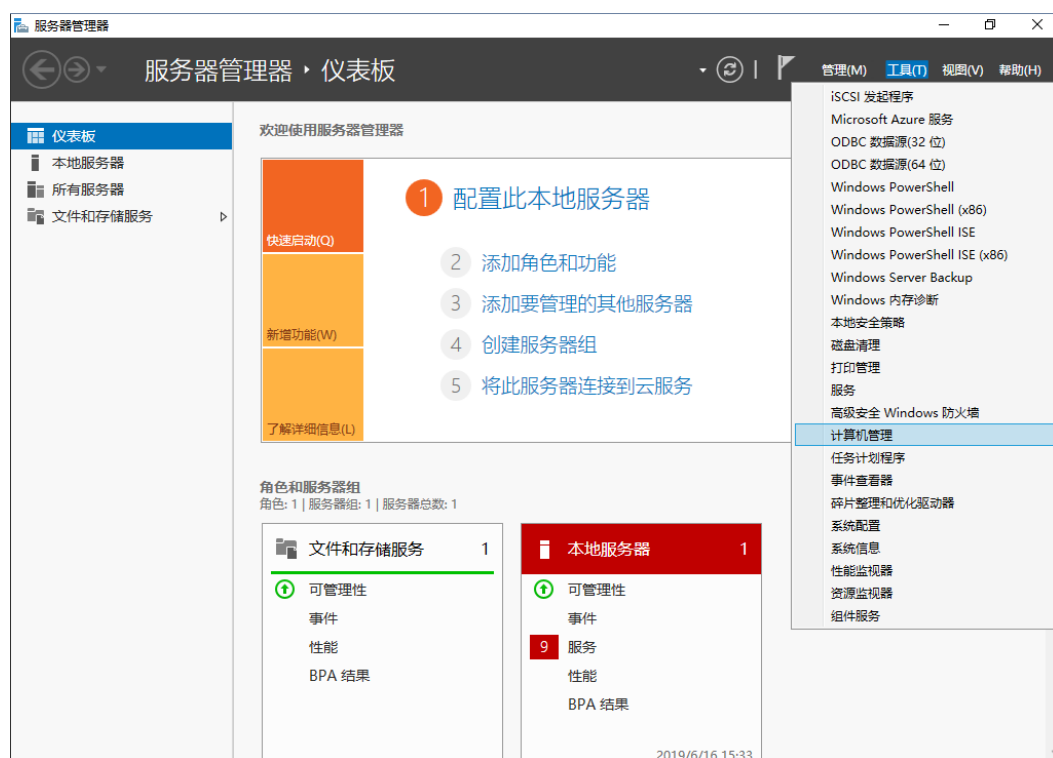 服务器管理器
服务器管理器 · 仪表板
管理(M) 工具(T) 视图(V) 帮助(H)
仪表板
本地服务器
所有服务器
文件和存储服务
欢迎使用服务器管理器
快速启动(Q)
新增功能(W)
了解详细信息(L)
1 配置此本地服务器
2 添加角色和功能
3 添加要管理的其他服务器
4 创建服务器组
5 将此服务器连接到云服务
角色和服务器组
角色: 1 | 服务器组: 1 | 服务器总数: 1
文件和存储服务 1
可管理性
事件
性能
BPA 结果
本地服务器 1
可管理性
事件
9 服务
性能
BPA 结果
2019/6/16 15:33
iSCSI 发起程序
Microsoft Azure 服务
ODBC 数据源(32 位)
ODBC 数据源(64 位)
Windows PowerShell
Windows PowerShell (x86)
Windows PowerShell ISE
Windows PowerShell ISE (x86)
Windows Server Backup
Windows 内存诊断
本地安全策略
磁盘清理
打印管理
服务
高级安全 Windows 防火墙
计算机管理
任务计划程序
事件查看器
碎片整理和优化驱动器
系统配置
系统信息
性能监视器
资源监视器
组件服务